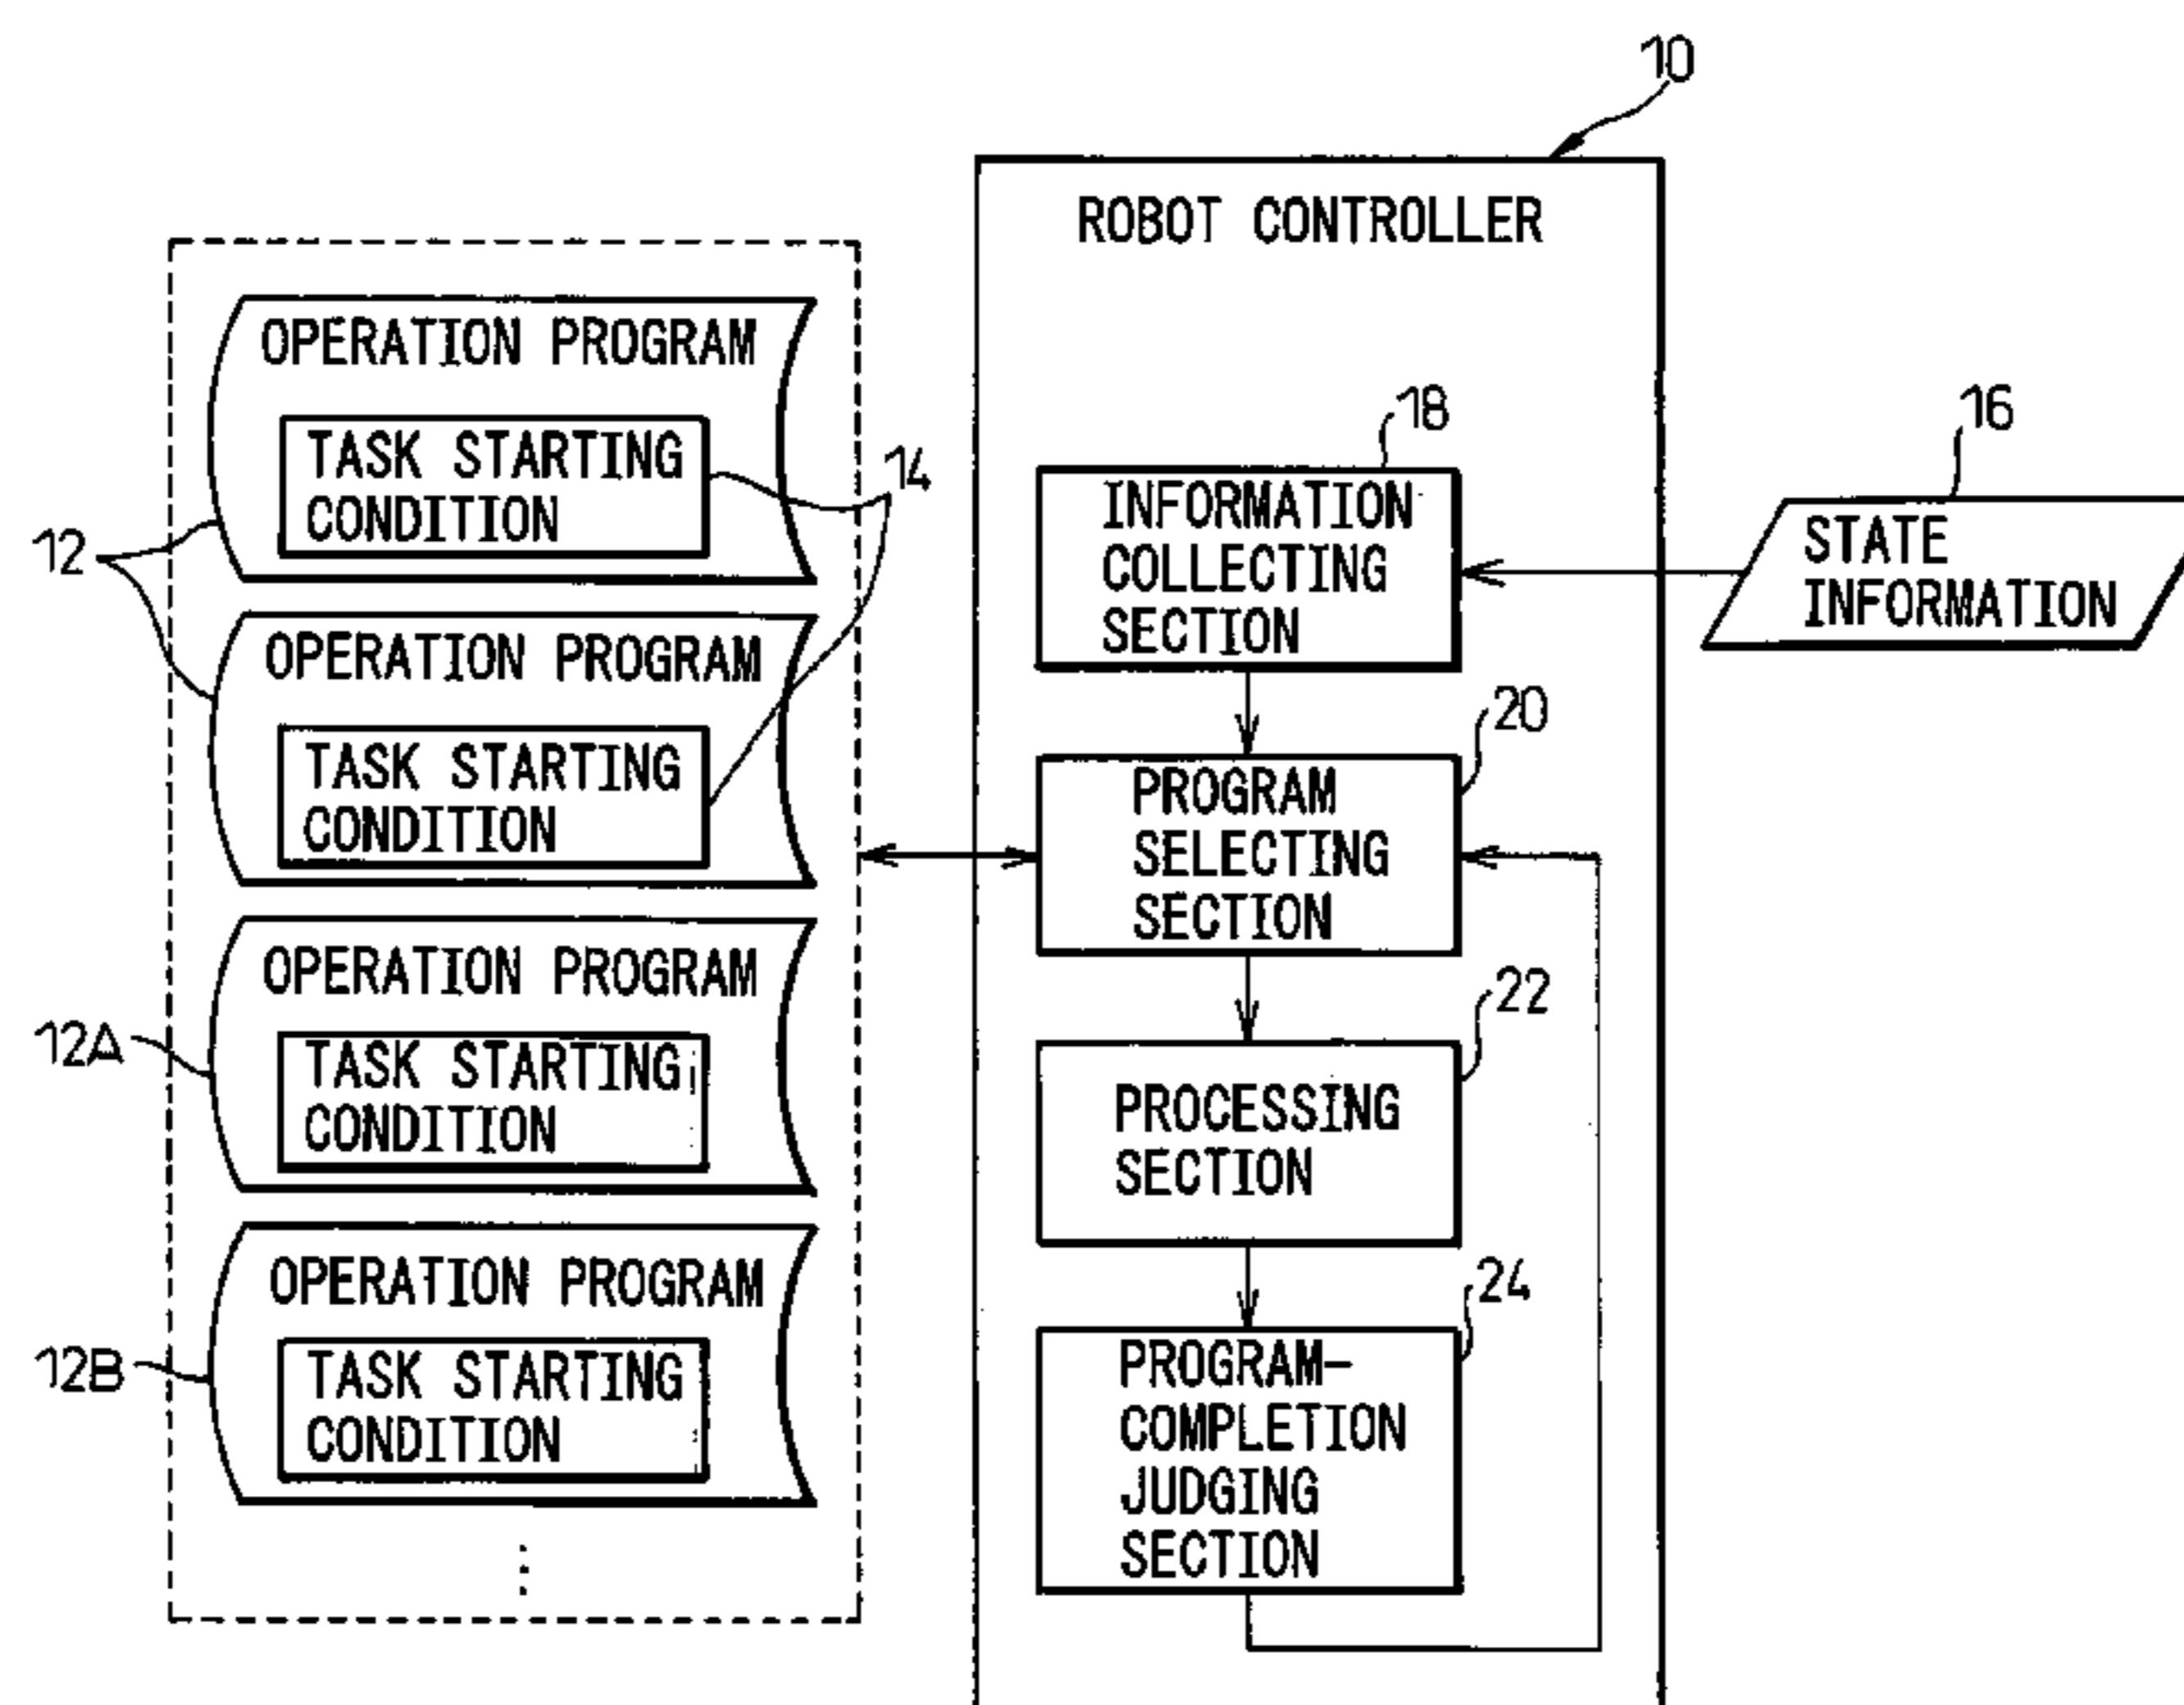 10
ROBOT CONTROLLER
OPERATION PROGRAM
TASK STARTING
CONDITION
14
12
OPERATION PROGRAM
TASK STARTING
CONDITION
OPERATION PROGRAM
12A
TASK STARTING
CONDITION
OPERATION PROGRAM
12B
TASK STARTING
CONDITION
18
INFORMATION
COLLECTING
SECTION
16
STATE
INFORMATION
20
PROGRAM
SELECTING
SECTION
22
PROCESSING
SECTION
24
PROGRAM-
COMPLETION
JUDGING
SECTION